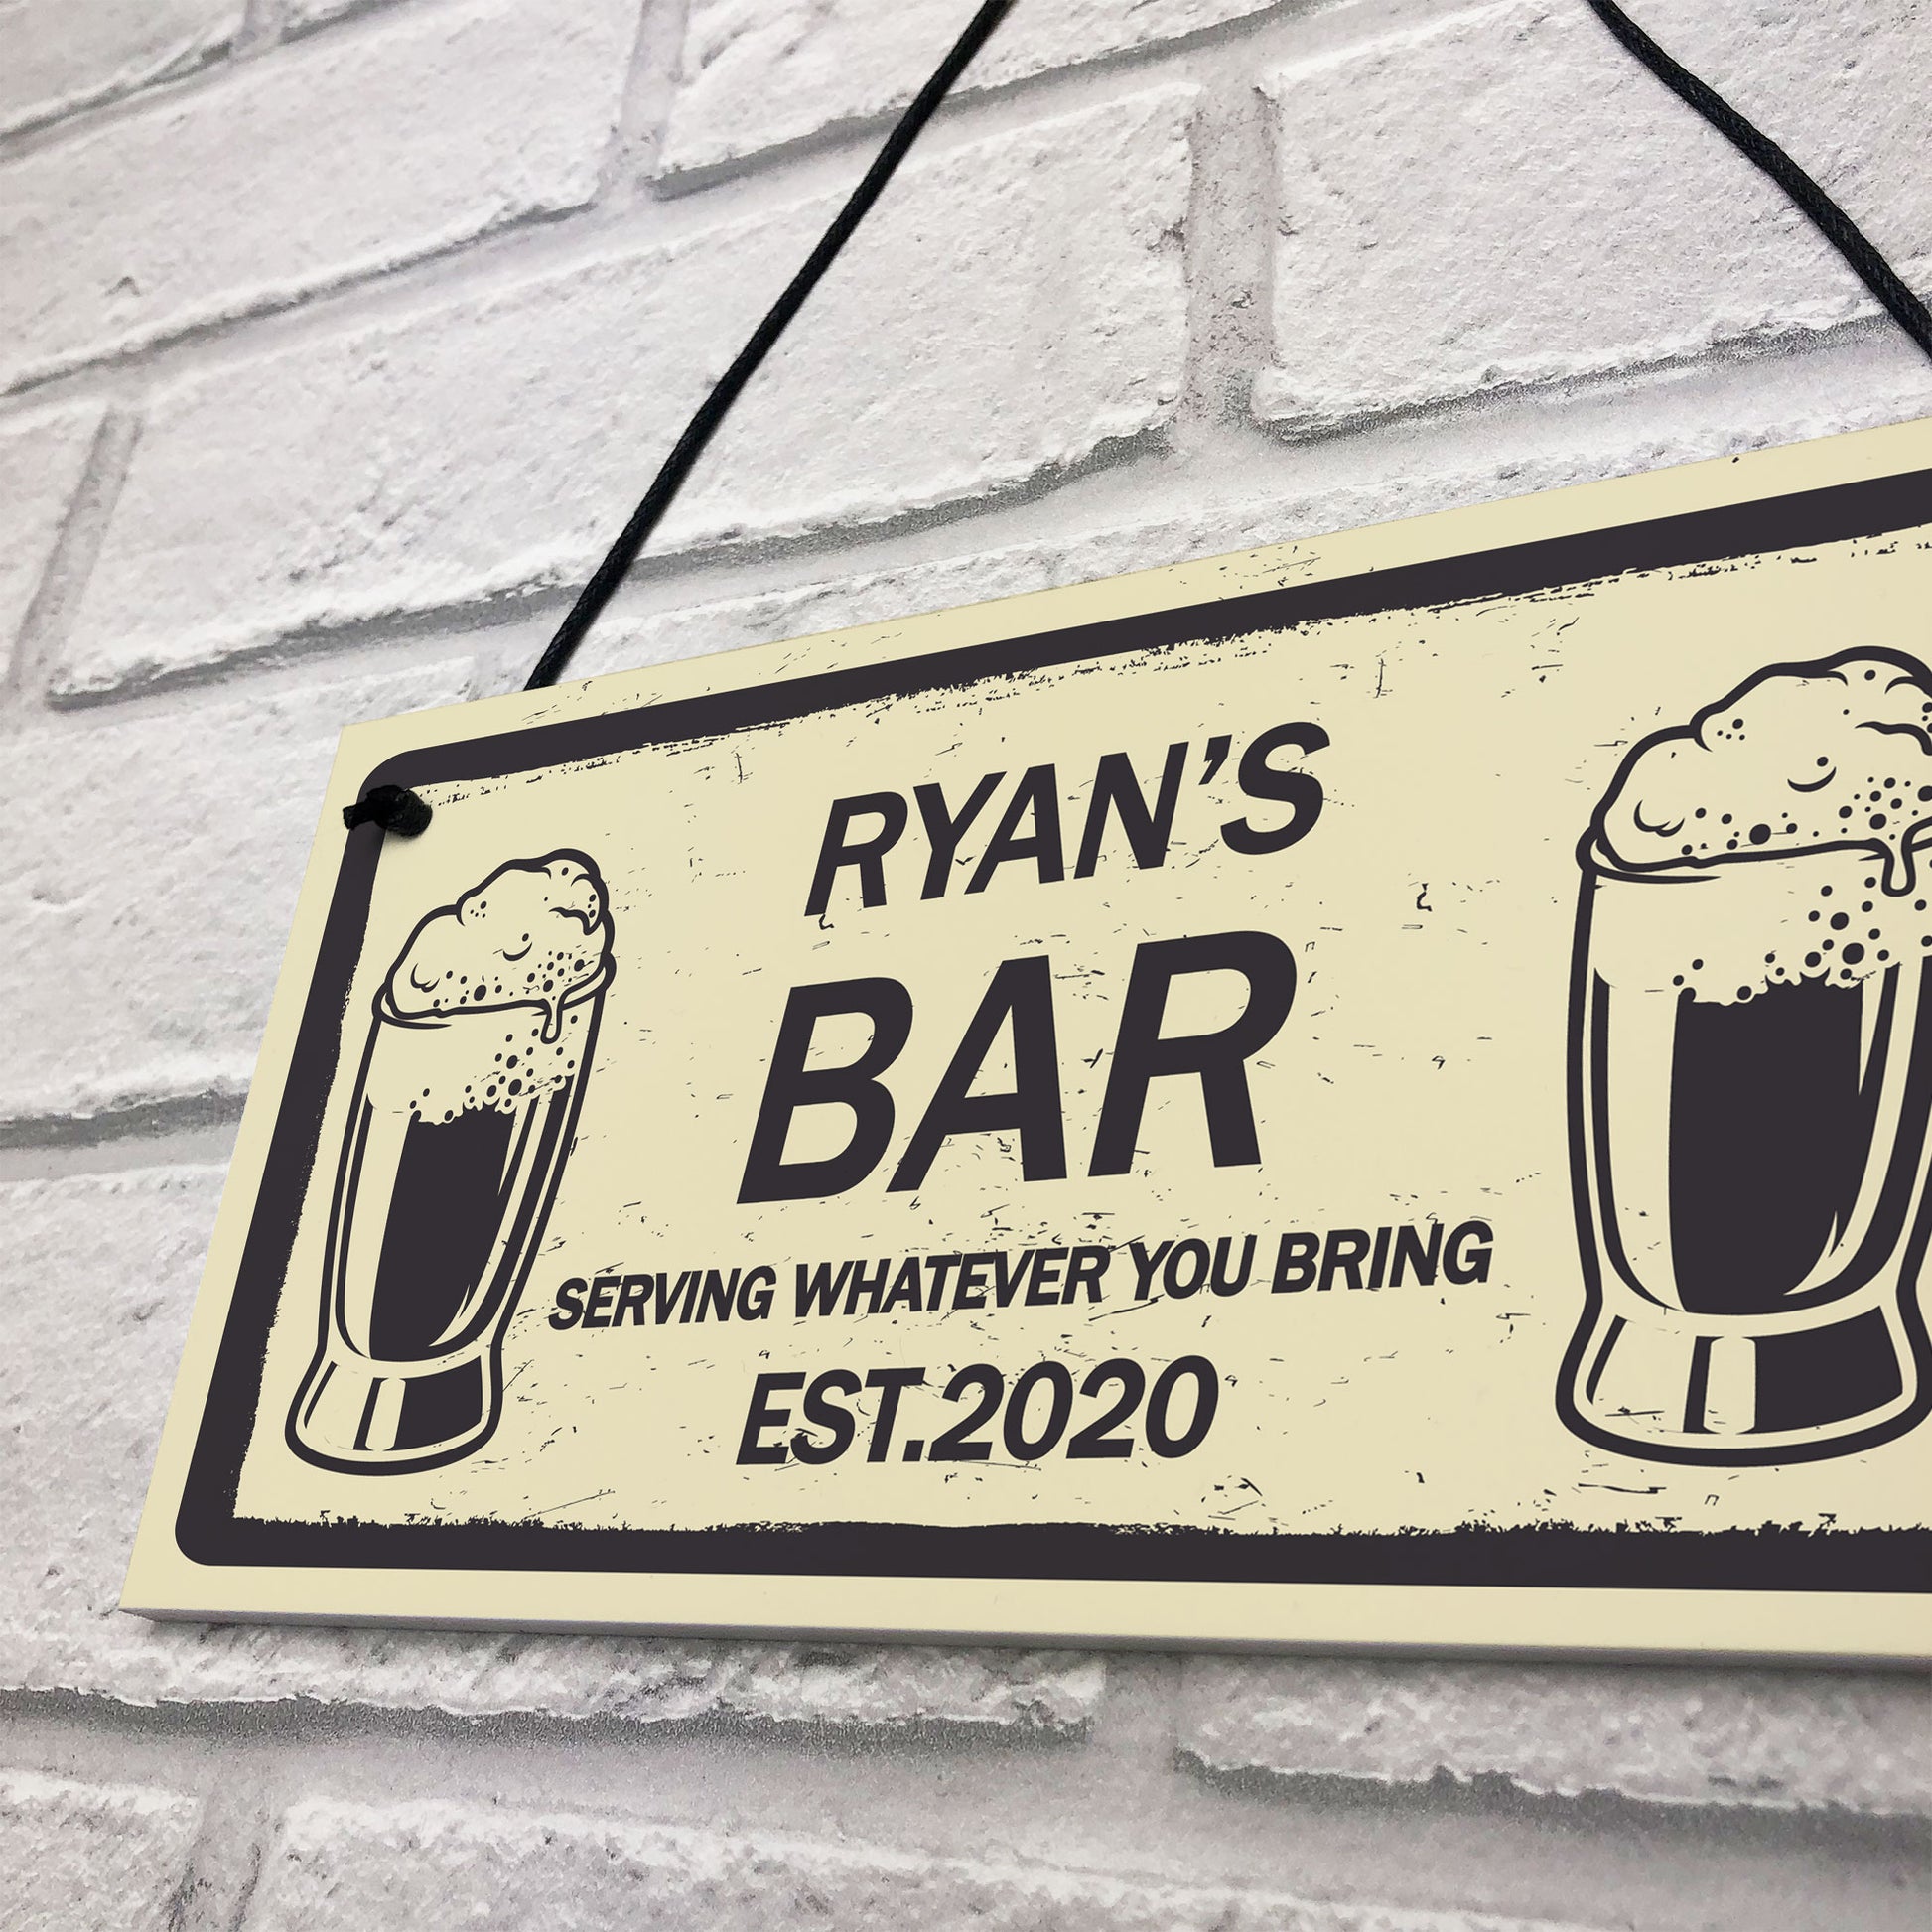 RYAN'S
BAR
SERVING WHATEVER YOU BRING
EST.2020